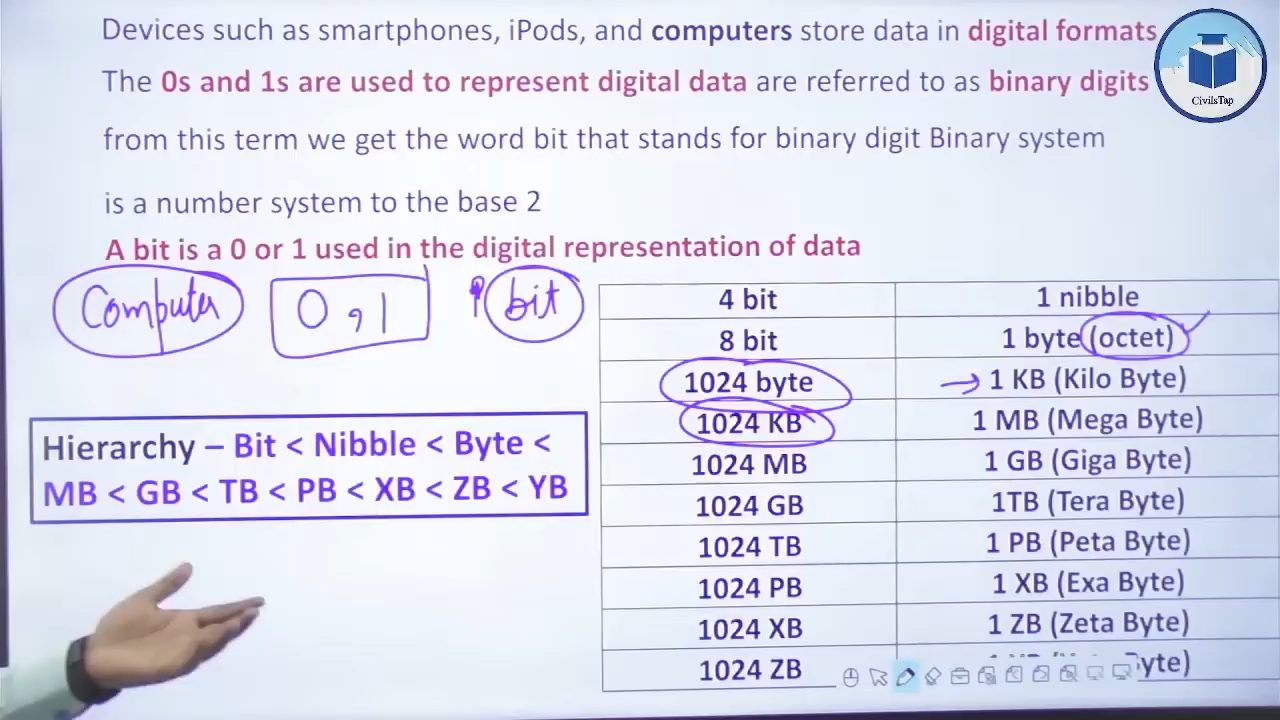 Devices such as smartphones, iPods, and computers store data in digital formats
The 0s and 1s are used to represent digital data are referred to as binary digits
from this term we get the word bit that stands for binary digit Binary system
is a number system to the base 2
A bit is a 0 or 1 used in the digital representation of data
CivilsTap
Computer 0, 1 bit
Hierarchy – Bit < Nibble < Byte <
MB < GB < TB < PB < XB < ZB < YB
4 bit 1 nibble
8 bit 1 byte (octet)
1024 byte → 1 KB (Kilo Byte)
1024 KB 1 MB (Mega Byte)
1024 MB 1 GB (Giga Byte)
1024 GB 1TB (Tera Byte)
1024 TB 1 PB (Peta Byte)
1024 PB 1 XB (Exa Byte)
1024 XB 1 ZB (Zeta Byte)
1024 ZB